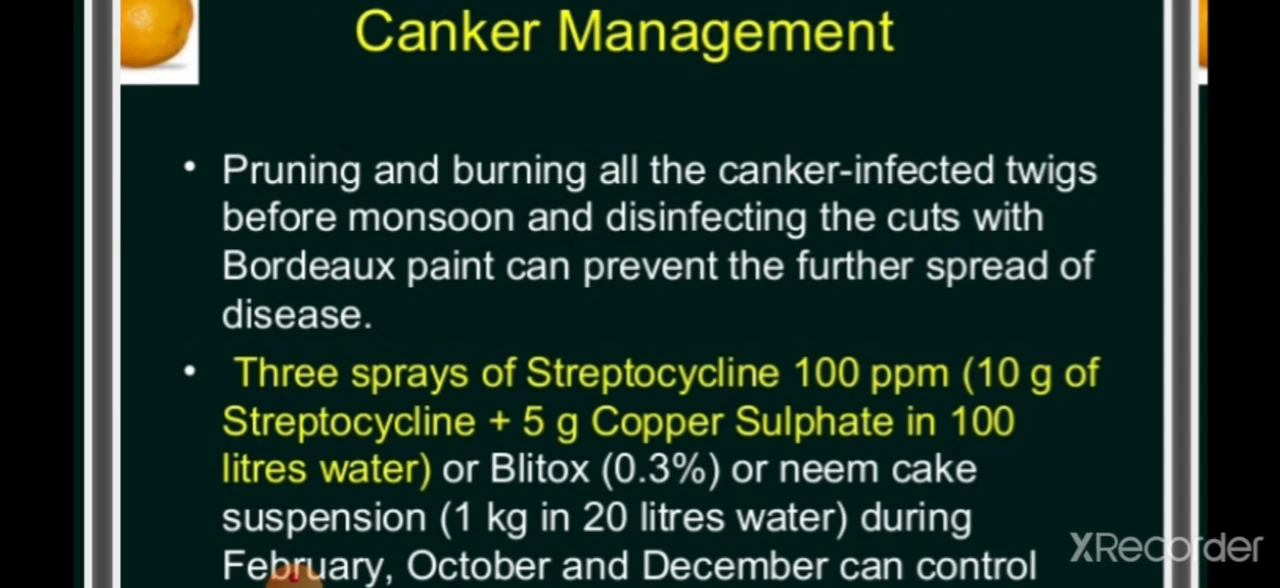 Canker Management
• Pruning and burning all the canker-infected twigs
before monsoon and disinfecting the cuts with
Bordeaux paint can prevent the further spread of
disease.
• Three sprays of Streptocycline 100 ppm (10 g of
Streptocycline + 5 g Copper Sulphate in 100
litres water) or Blitox (0.3%) or neem cake
suspension (1 kg in 20 litres water) during
February, October and December can control
XRecorder